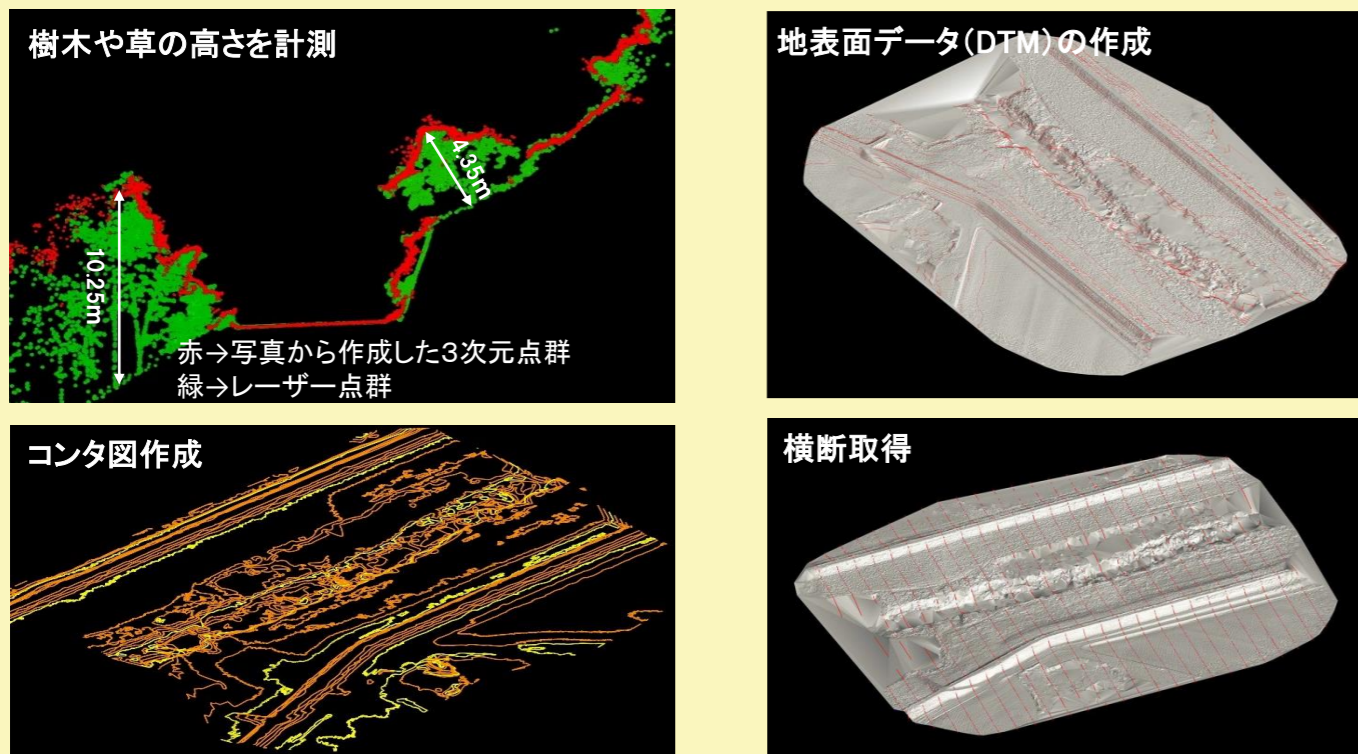 樹木や草の高さを計測
4.35m
10.25m
赤→写真から作成した3次元点群
緑→レーザー点群
地表面データ(DTM)の作成
コンタ図作成
横断取得